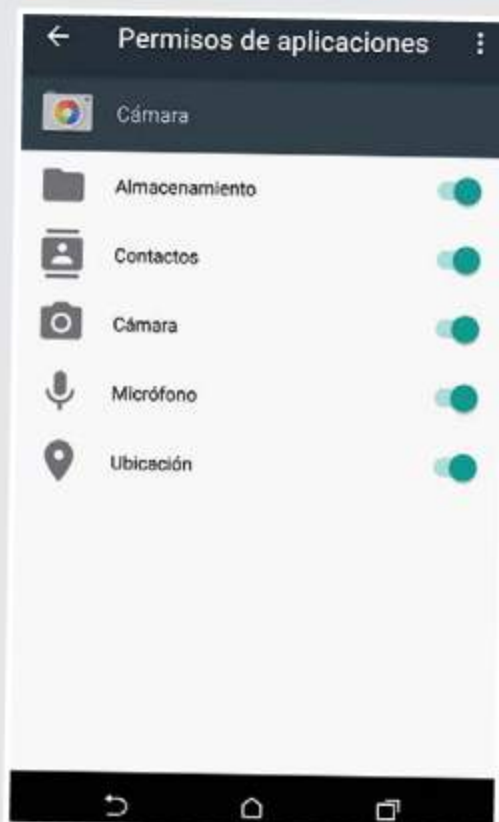 Permisos de aplicaciones
Cámara
Almacenamiento
Contactos
Cámara
Micrófono
Ubicación